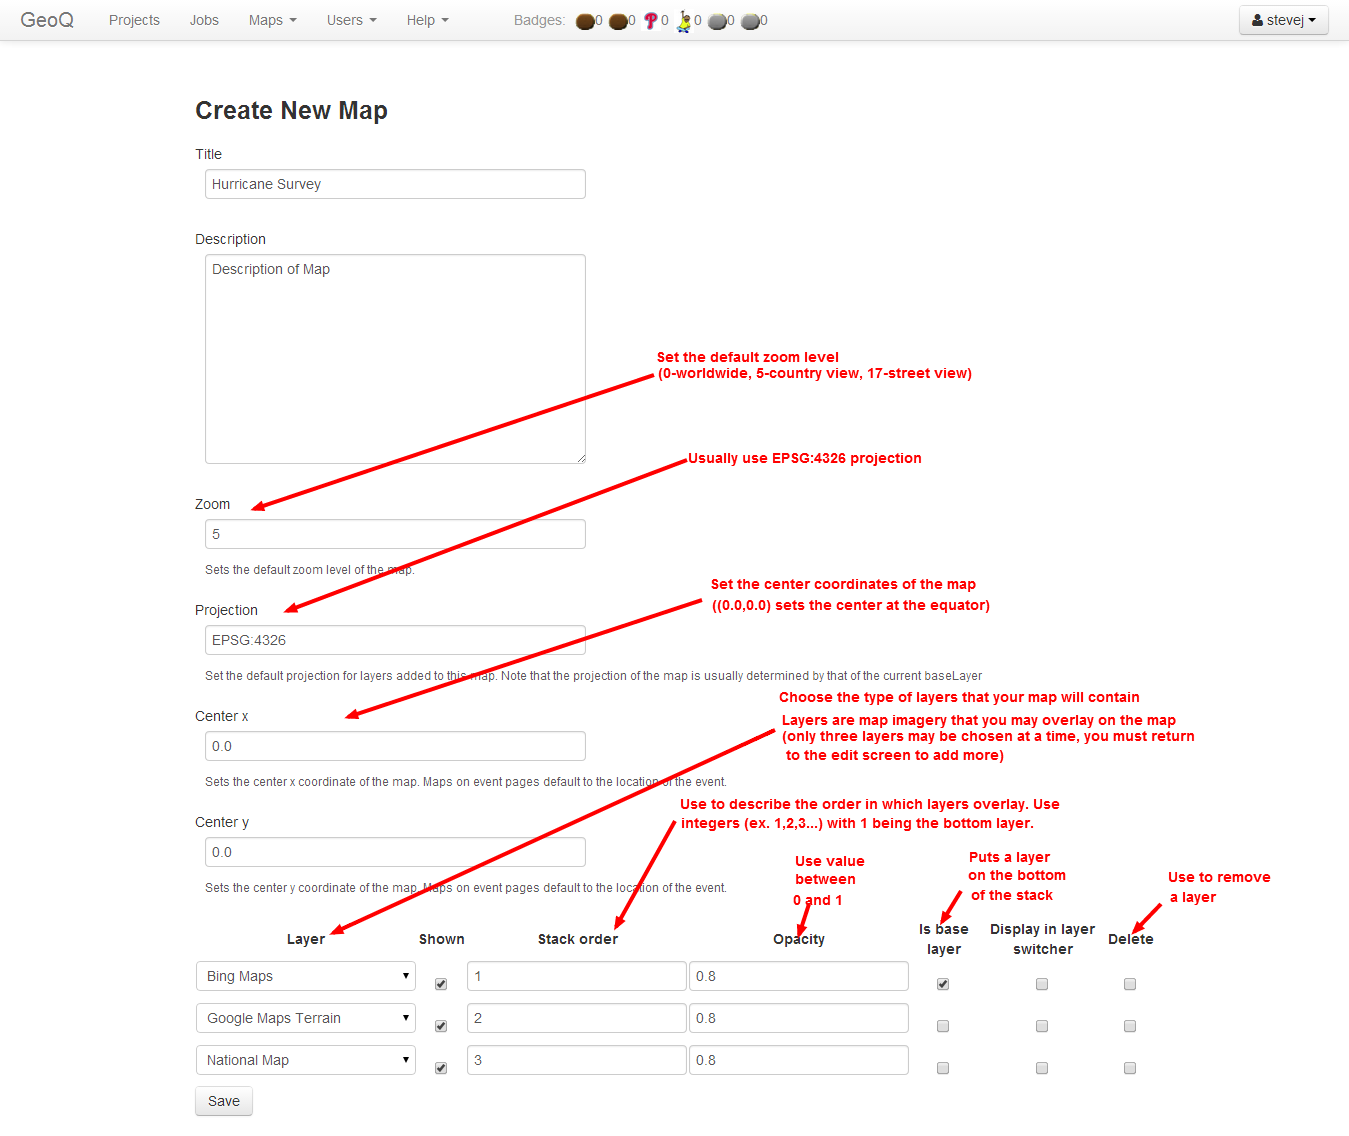 GeoQ Projects Jobs Maps Users Help Badges: 0 0 0 0 0 0 stevej
Create New Map
Title
Hurricane Survey
Description
Description of Map
Set the default zoom level
(0-worldwide, 5-country view, 17-street view)
Usually use EPSG:4326 projection
Zoom
5
Sets the default zoom level of the map.
Set the center coordinates of the map
((0.0,0.0) sets the center at the equator)
Projection
EPSG:4326
Set the default projection for layers added to this map. Note that the projection of the map is usually determined by that of the current baseLayer
Choose the type of layers that your map will contain
Layers are map imagery that you may overlay on the map
(only three layers may be chosen at a time, you must return
to the edit screen to add more)
Center x
0.0
Sets the center x coordinate of the map. Maps on event pages default to the location of the event.
Use to describe the order in which layers overlay. Use
integers (ex. 1,2,3...) with 1 being the bottom layer.
Center y
0.0
Sets the center y coordinate of the map. Maps on event pages default to the location of the event.
Use value
between
0 and 1
Puts a layer
on the bottom
of the stack
Use to remove
a layer
Layer Shown Stack order Opacity Is base layer Display in layer switcher Delete
Bing Maps 1 0.8
Google Maps Terrain 2 0.8
National Map 3 0.8
Save